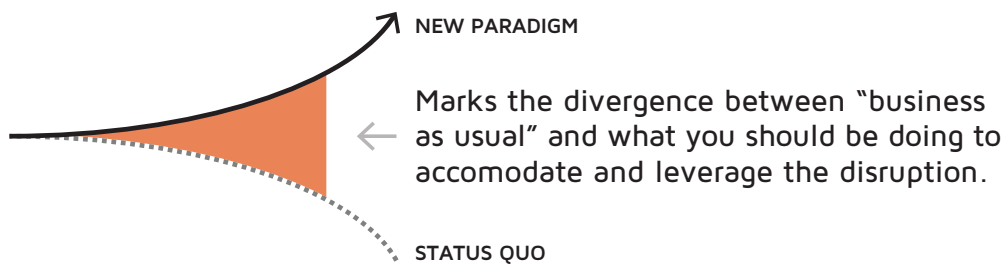 NEW PARADIGM
Marks the divergence between “business
as usual” and what you should be doing to
accomodate and leverage the disruption.
STATUS QUO